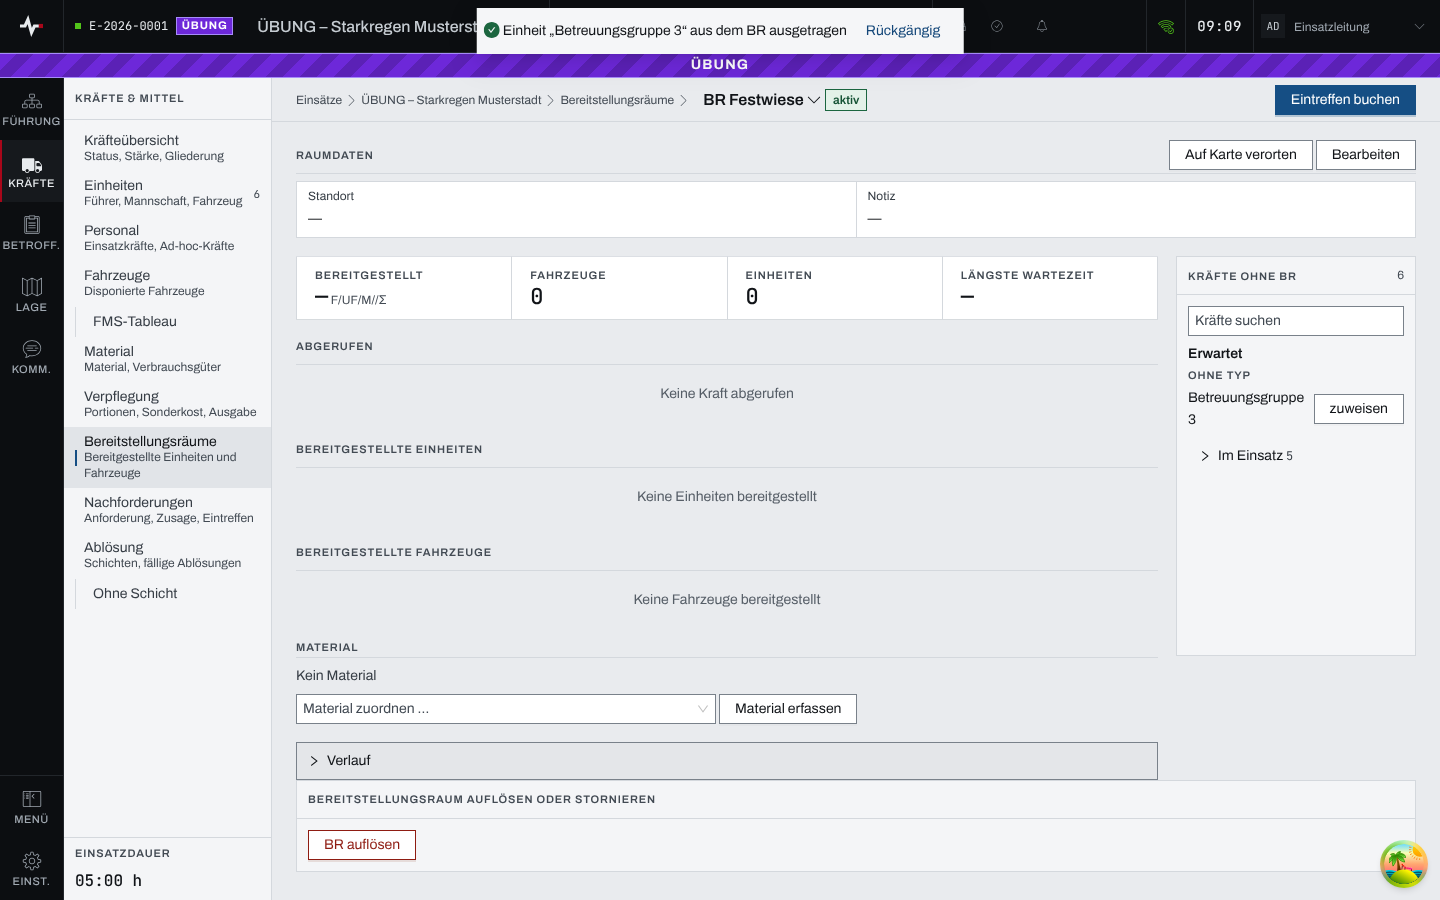 E-2026-0001 ÜBUNG ÜBUNG – Starkregen Musterst
Einheit „Betreuungsgruppe 3“ aus dem BR ausgetragen Rückgängig
09:09 AD Einsatzleitung
ÜBUNG
FÜHRUNG
KRÄFTE
BETROFF.
LAGE
KOMM.
MENÜ
EINST.
KRÄFTE & MITTEL
Kräfteübersicht
Status, Stärke, Gliederung
Einheiten
Führer, Mannschaft, Fahrzeug 6
Personal
Einsatzkräfte, Ad-hoc-Kräfte
Fahrzeuge
Disponierte Fahrzeuge
FMS-Tableau
Material
Material, Verbrauchsgüter
Verpflegung
Portionen, Sonderkost, Ausgabe
Bereitstellungsräume
Bereitgestellte Einheiten und
Fahrzeuge
Nachforderungen
Anforderung, Zusage, Eintreffen
Ablösung
Schichten, fällige Ablösungen
Ohne Schicht
EINSATZDAUER
05:00 h
Einsätze ÜBUNG – Starkregen Musterstadt Bereitstellungsräume BR Festwiese aktiv
Eintreffen buchen
RAUMDATEN
Auf Karte verorten Bearbeiten
Standort
—
Notiz
—
BEREITGESTELLT
– F/UF/M//Σ
FAHRZEUGE
0
EINHEITEN
0
LÄNGSTE WARTEZEIT
–
ABGERUFEN
Keine Kraft abgerufen
BEREITGESTELLTE EINHEITEN
Keine Einheiten bereitgestellt
BEREITGESTELLTE FAHRZEUGE
Keine Fahrzeuge bereitgestellt
MATERIAL
Kein Material
Material zuordnen ... Material erfassen
Verlauf
BEREITSTELLUNGSRAUM AUFLÖSEN ODER STORNIEREN
BR auflösen
KRÄFTE OHNE BR 6
Kräfte suchen
Erwartet
OHNE TYP
Betreuungsgruppe
3
zuweisen
Im Einsatz 5